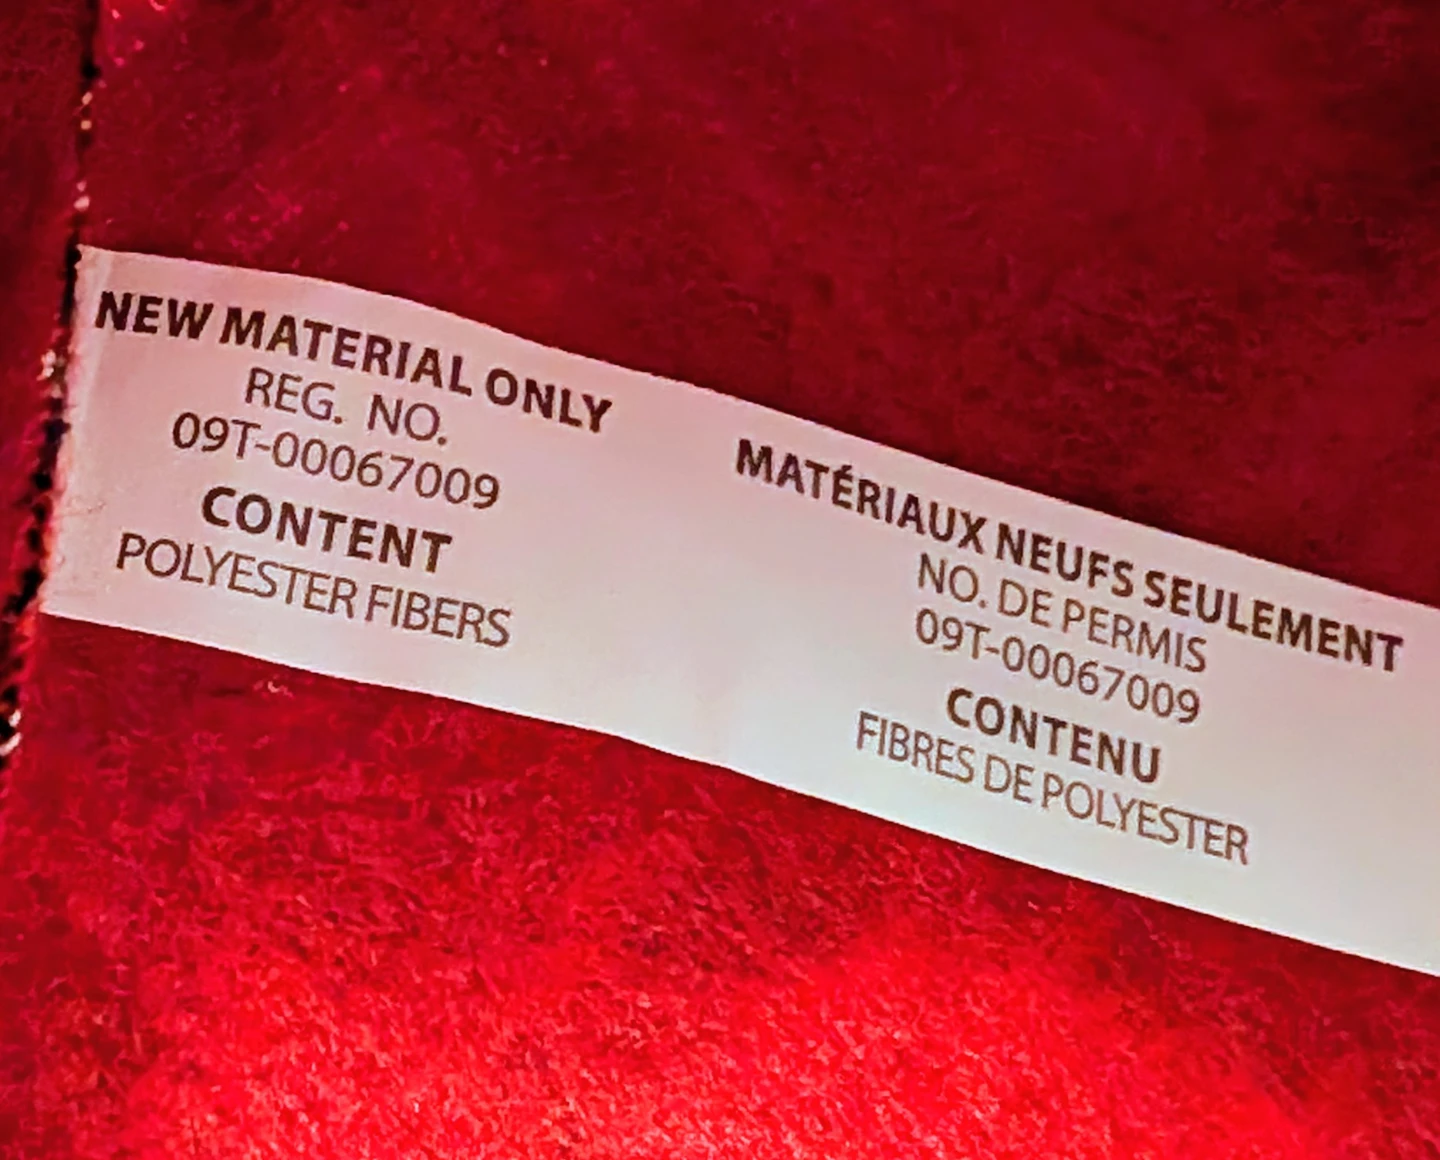 NEW MATERIAL ONLY
REG. NO.
09T-00067009
CONTENT
POLYESTER FIBERS
MATÉRIAUX NEUFS SEULEMENT
NO. DE PERMIS
09T-00067009
CONTENU
FIBRES DE POLYESTER